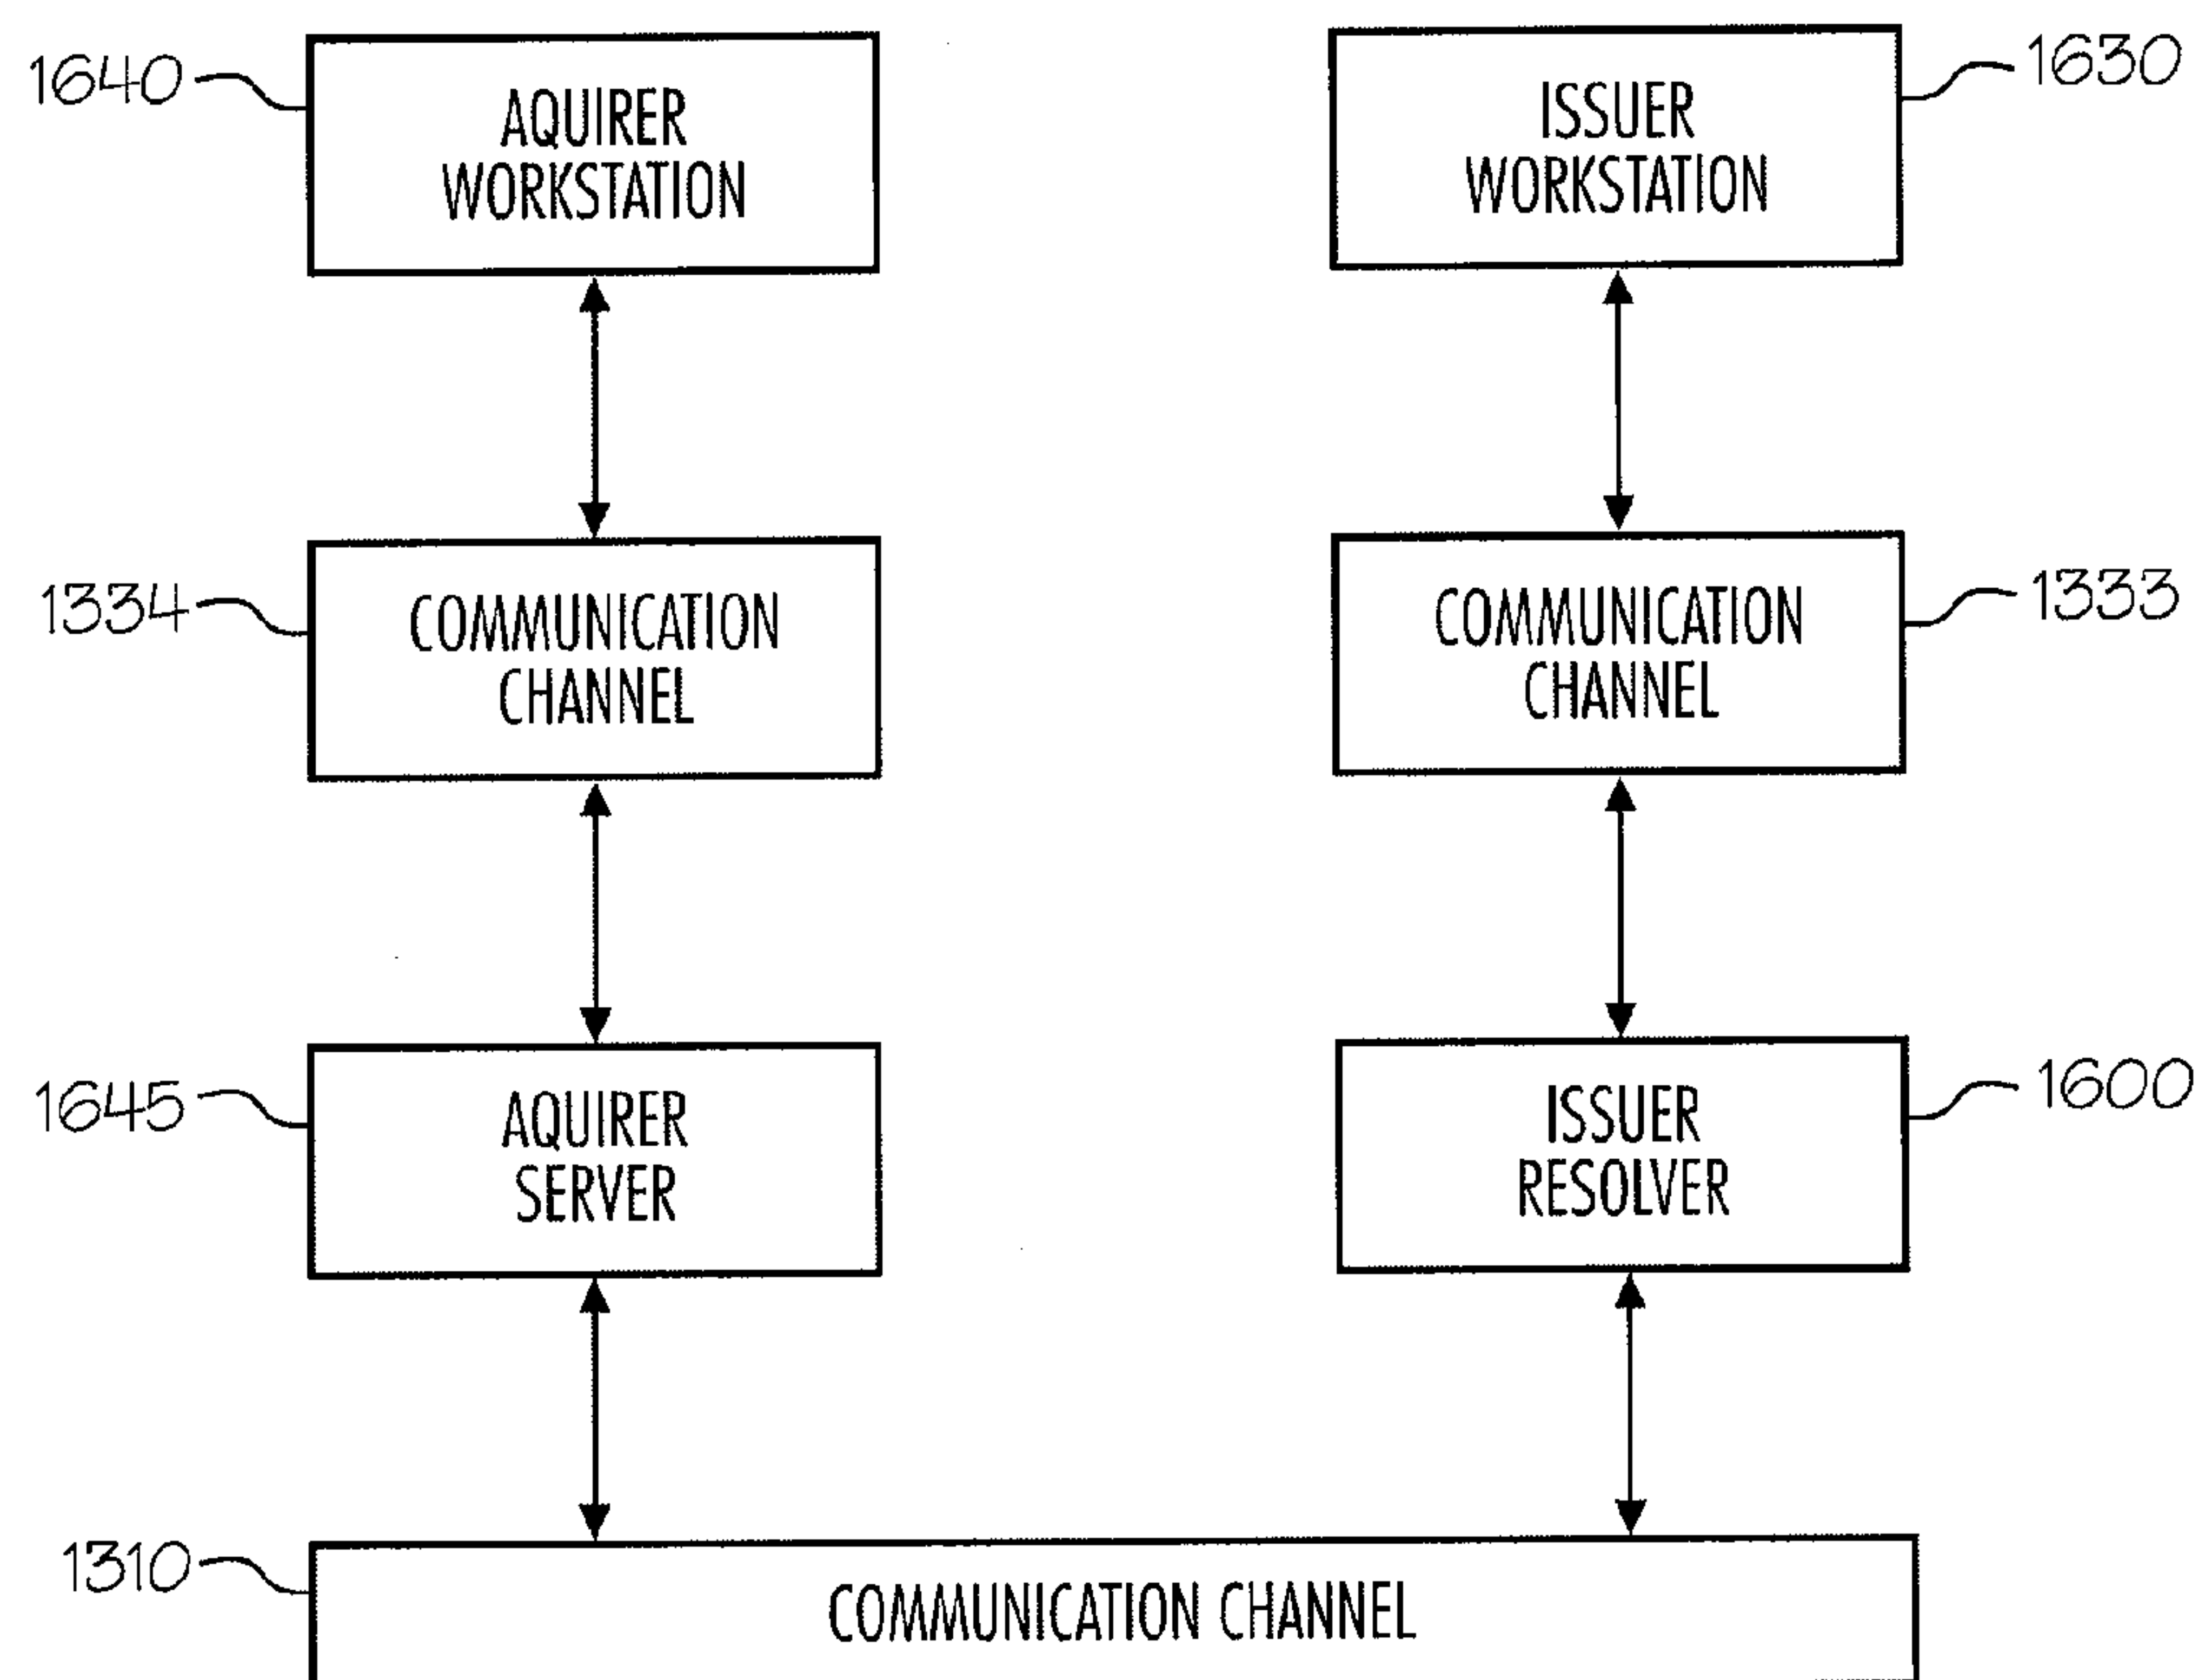 1640
AQUIRER
WORKSTATION
ISSUER
WORKSTATION
1630
1334
COMMUNICATION
CHANNEL
COMMUNICATION
CHANNEL
1333
1645
AQUIRER
SERVER
ISSUER
RESOLVER
1600
1310
COMMUNICATION CHANNEL